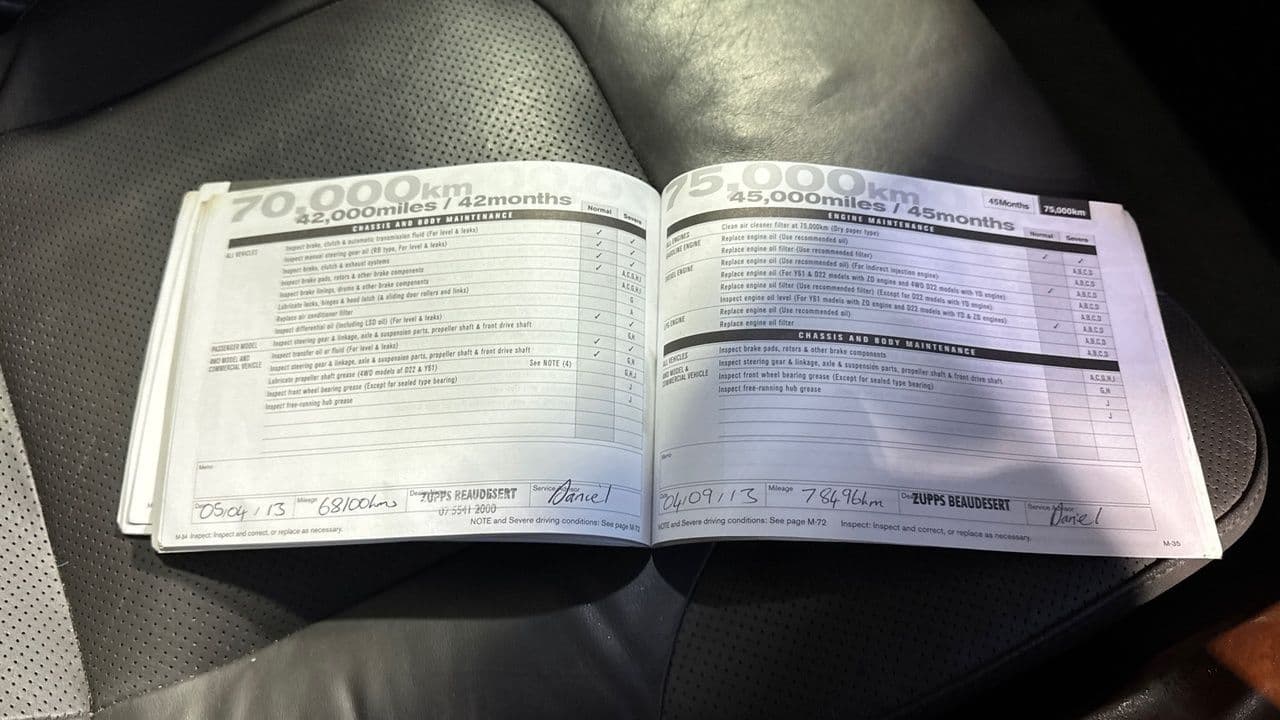 70,000km
42,000miles / 42months
Normal Severe
CHASSIS AND BODY MAINTENANCE
ALL VEHICLES
Inspect brake, clutch & automatic transmission fluid (For level & leaks) ✓ ✓
Inspect manual steering gear oil (RB type, For level & leaks) ✓ ✓
Inspect brake, clutch & exhaust systems ✓ ✓
Inspect brake pads, rotors & other brake components ✓ A,C,G,H,I
Inspect brake linings, drums & other brake components A,C,G,H,I
Lubricate locks, hinges & hood latch (& sliding door rollers and links)
Replace air conditioner filter
Inspect differential oil (including LSD oil) (For level & leaks) ✓ ✓
PASSENGER MODEL
Inspect steering gear & linkage, axle & suspension parts, propeller shaft & front drive shaft G,H
4WD MODEL AND COMMERCIAL VEHICLE
Inspect transfer oil or fluid (For level & leaks) ✓ ✓
Inspect steering gear & linkage, axle & suspension parts, propeller shaft & front drive shaft ✓ G,H
Lubricate propeller shaft grease (4WD models of D22 & Y61) See NOTE (4) G,H,J
Inspect front wheel bearing grease (Except for sealed type bearing) J
Inspect free-running hub grease J
Memo
05/04/13 Mileage 68100kms ZUPPS BEAUDESERT Service Advisor Daniel
07 5541 2000
NOTE and Severe driving conditions: See page M-72
M-34 Inspect: Inspect and correct, or replace as necessary.
75,000km
45,000miles / 45months
45Months 75,000km
Normal Severe
ENGINE MAINTENANCE
ALL ENGINES
Clean air cleaner filter at 75,000km (Dry paper type)
GASOLINE ENGINE
Replace engine oil (Use recommended oil) ✓ ✓
Replace engine oil filter (Use recommended filter) A,B,C,D
DIESEL ENGINE
Replace engine oil (Use recommended oil) (For indirect injection engine) A,B,C,D
Replace engine oil (For YS1 & D22 models with ZD engine and 4WD D22 models with YD engine) A,B,C,D
Replace engine oil filter (Use recommended filter) (Except for D22 models with YD engine) A,B,C,D
Inspect engine oil level (For YS1 models with ZD engine and D22 models with YD & ZD engines)
LPG ENGINE
Replace engine oil (Use recommended oil) ✓ A,B,C,D
Replace engine oil filter A,B,C,D
CHASSIS AND BODY MAINTENANCE
ALL VEHICLES
Inspect brake pads, rotors & other brake components A,C,G,H,I
4WD MODEL & COMMERCIAL VEHICLE
Inspect steering gear & linkage, axle & suspension parts, propeller shaft & front drive shaft G,H
Inspect front wheel bearing grease (Except for sealed type bearing) J
Inspect free-running hub grease J
Memo
04/09/13 Mileage 78496km ZUPPS BEAUDESERT Service Advisor Daniel
NOTE and Severe driving conditions: See page M-72 Inspect: Inspect and correct, or replace as necessary.
M-35